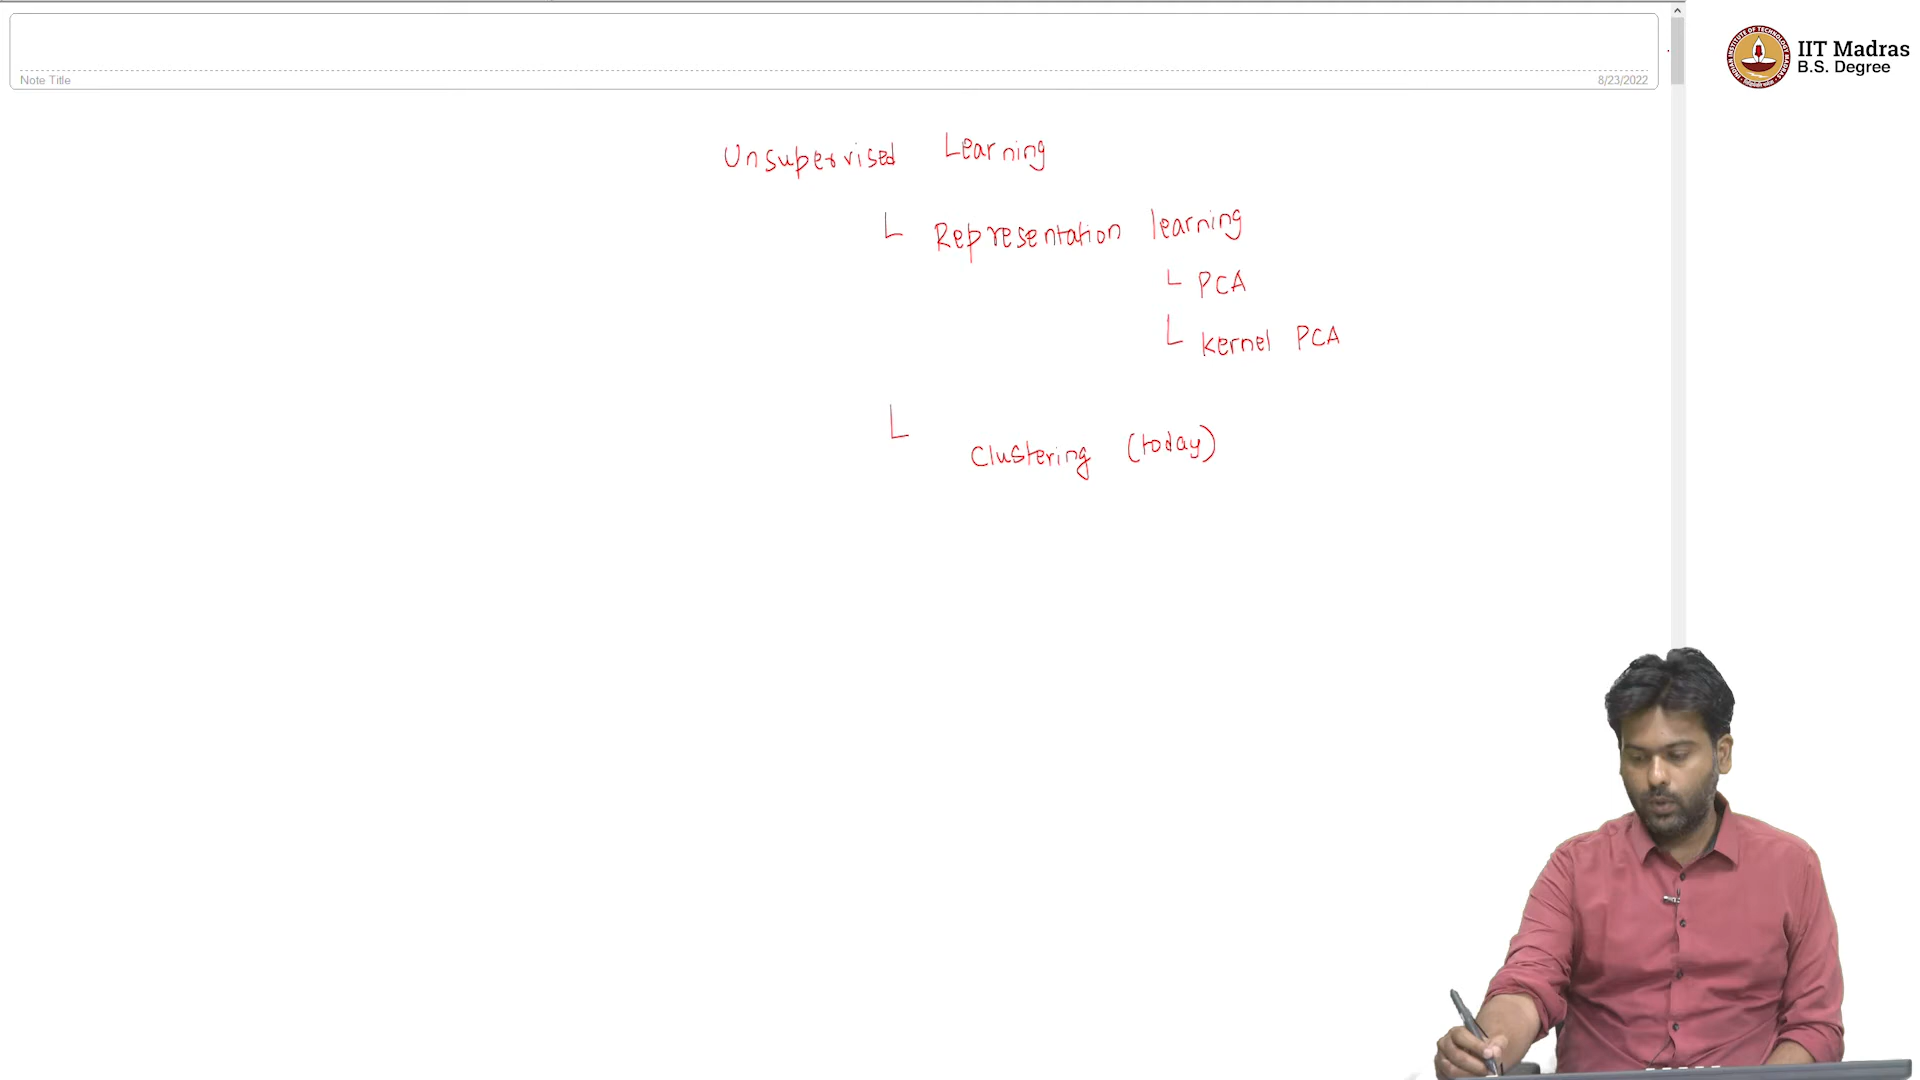 IIT Madras
B.S. Degree
Note Title
8/23/2022
Unsupervised Learning
Representation learning
PCA
Kernel PCA
Clustering (today)